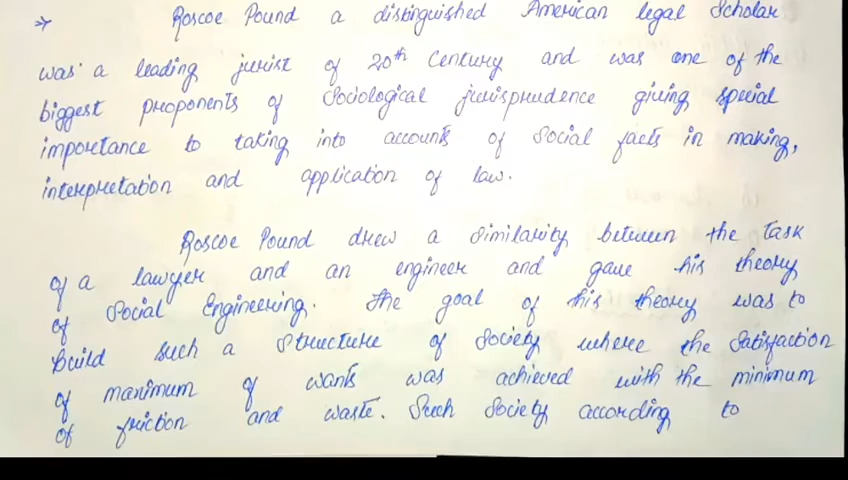 Roscoe Pound a distinguished American legal Scholar
was a leading jurist of 20th Century and was one of the
biggest proponents of Sociological jurisprudence giving special
importance to taking into accounts of Social facts in making,
interpretation and application of law.
Roscoe Pound drew a Similarity between the task
of a lawyer and an engineer and gave his theory
of Social Engineering. The goal of his theory was to
build such a Structure of Society where the Satisfaction
of maximum of wants was achieved with the minimum
of friction and waste. Such Society according to